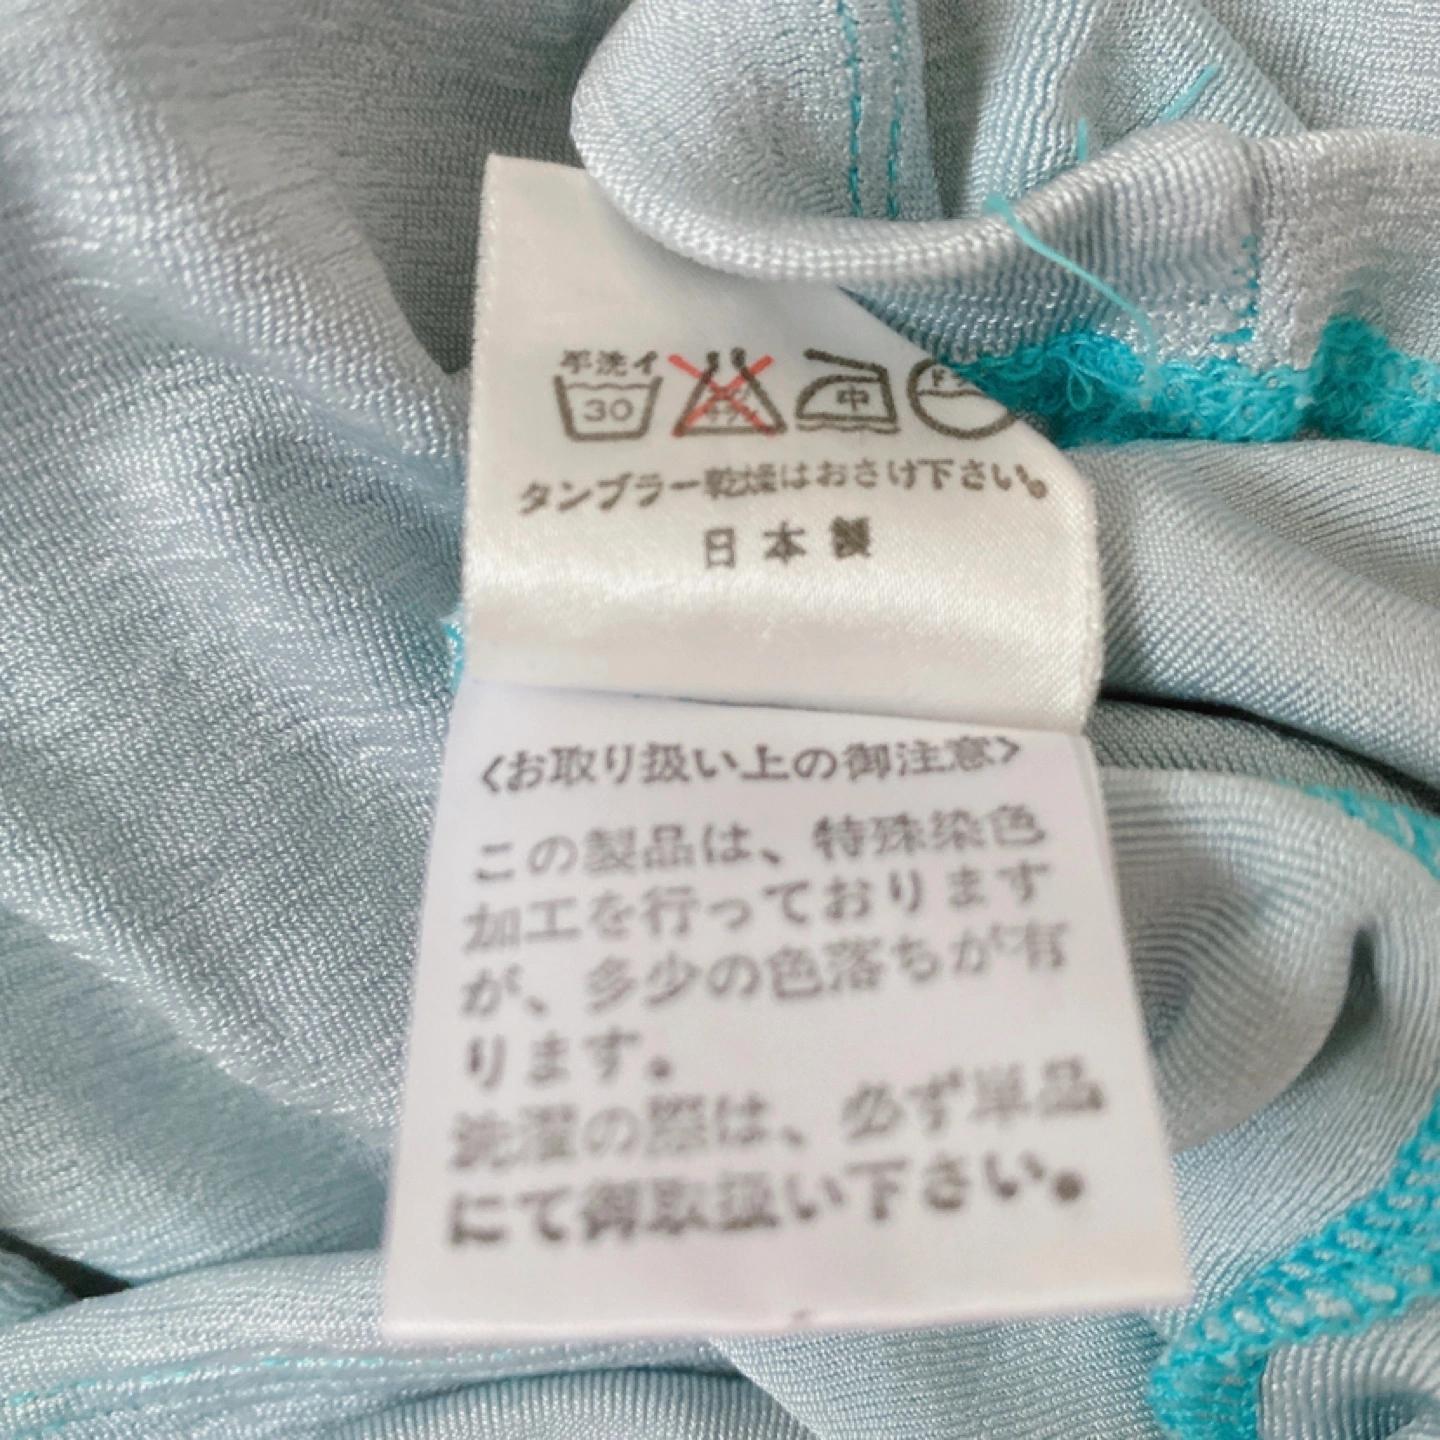 手洗イ
30
中
ド
タンブラー乾燥はおさけ下さい。
日本製
〈お取り扱い上の御注意〉
この製品は、特殊染色
加工を行っております
が、多少の色落ちが有
ります。
洗濯の際は、必ず単品
にて御取扱い下さい。